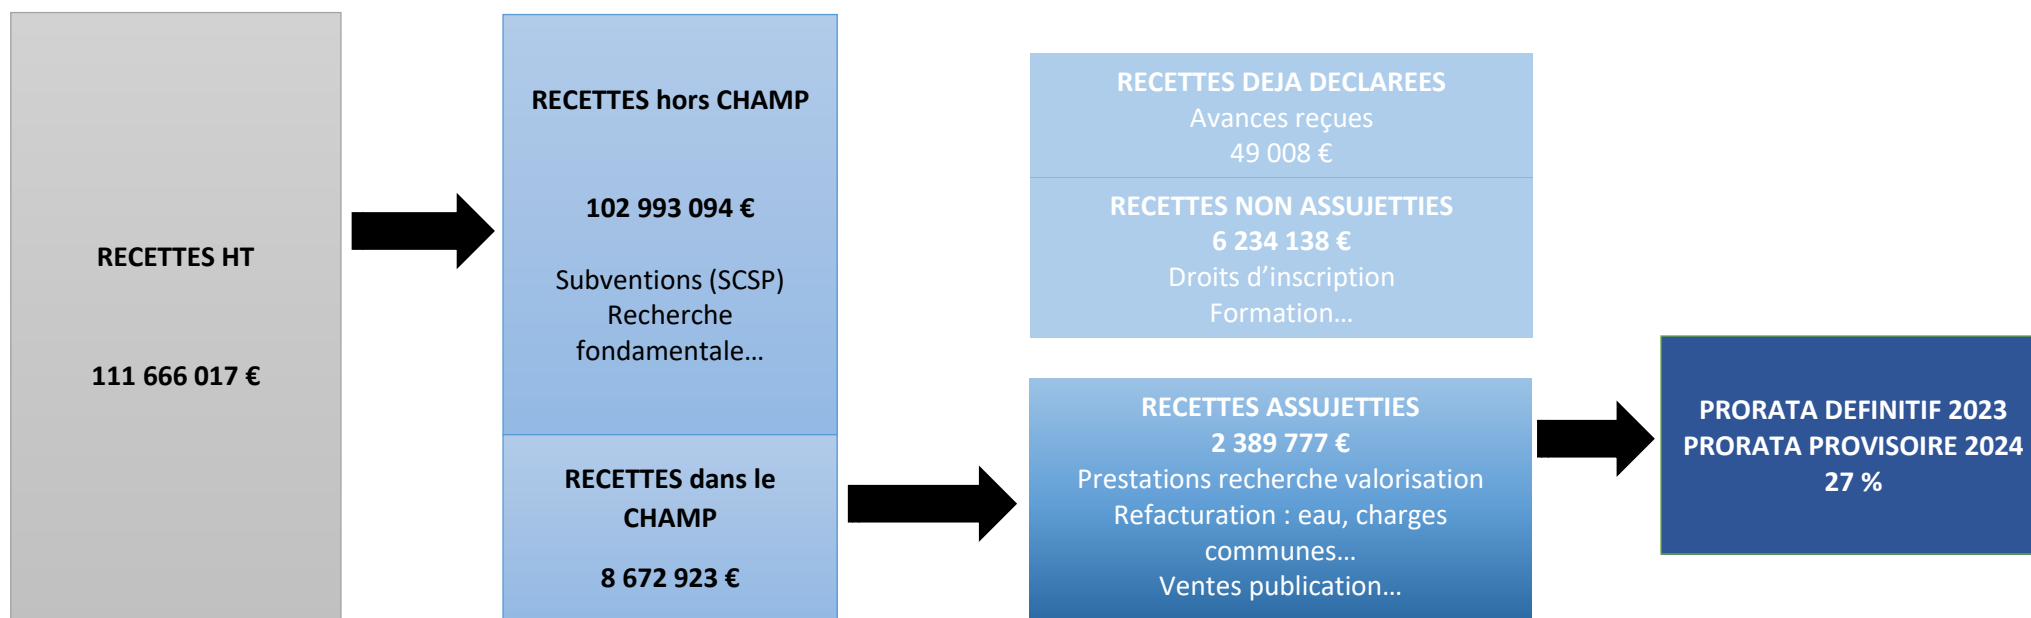 RECETTES HT
111 666 017 €
RECETTES hors CHAMP
102 993 094 €
Subventions (SCSP)
Recherche
fondamentale…
RECETTES dans le
CHAMP
8 672 923 €
RECETTES DEJA DECLAREES
Avances reçues
49 008 €
RECETTES NON ASSUJETTIES
6 234 138 €
Droits d’inscription
Formation…
RECETTES ASSUJETTIES
2 389 777 €
Prestations recherche valorisation
Refacturation : eau, charges
communes…
Ventes publication…
PRORATA DEFINITIF 2023
PRORATA PROVISOIRE 2024
27 %